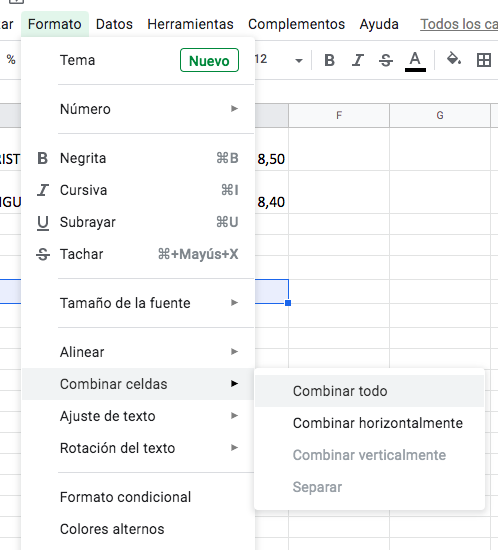 ar Formato Datos Herramientas Complementos Ayuda Todos los ca
% 12 B I S A
Tema Nuevo
F G
Número
RIST 8,50
B Negrita ⌘B
I Cursiva ⌘I
IGU 8,40
U Subrayar ⌘U
S Tachar ⌘+Mayús+X
Tamaño de la fuente
Alinear
Combinar celdas
Combinar todo
Ajuste de texto
Combinar horizontalmente
Rotación del texto
Combinar verticalmente
Separar
Formato condicional
Colores alternos